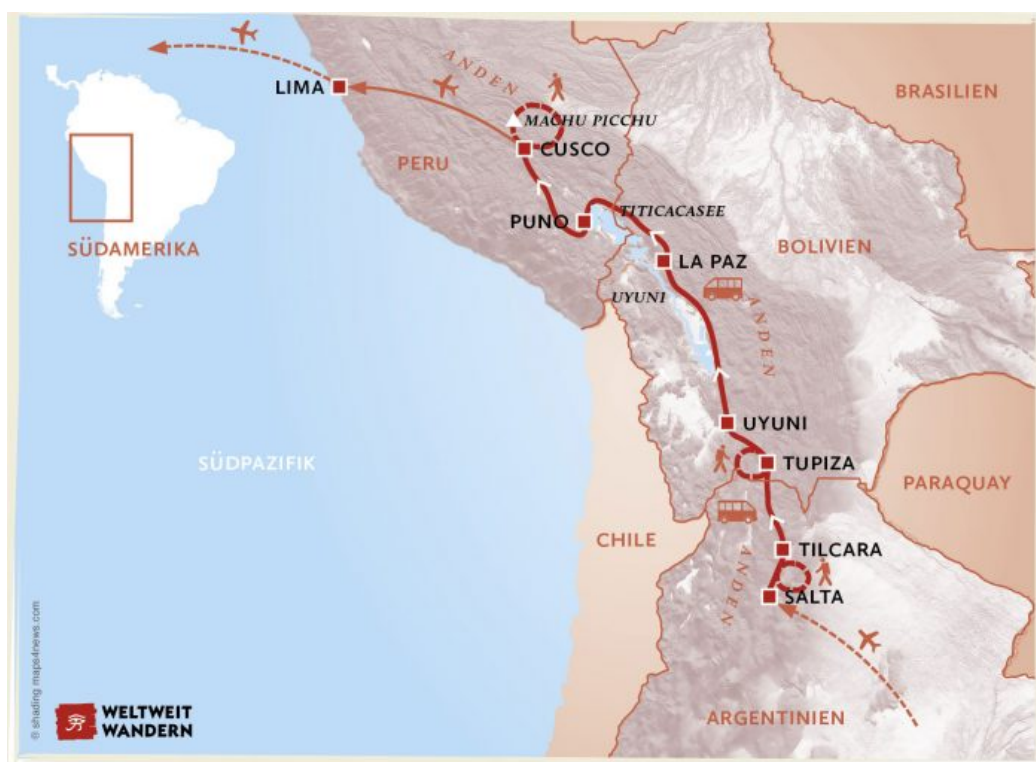 ANDEN
LIMA
BRASILIEN
MACHU PICCHU
CUSCO
PERU
PUNO
TITICACASEE
SÜDAMERIKA
BOLIVIEN
LA PAZ
UYUNI
ANDEN
UYUNI
SÜDPAZIFIK
TUPIZA
PARAQUAY
CHILE
TILCARA
ANDEN
SALTA
© shading maps4news.com
WELTWEIT
WANDERN
ARGENTINIEN